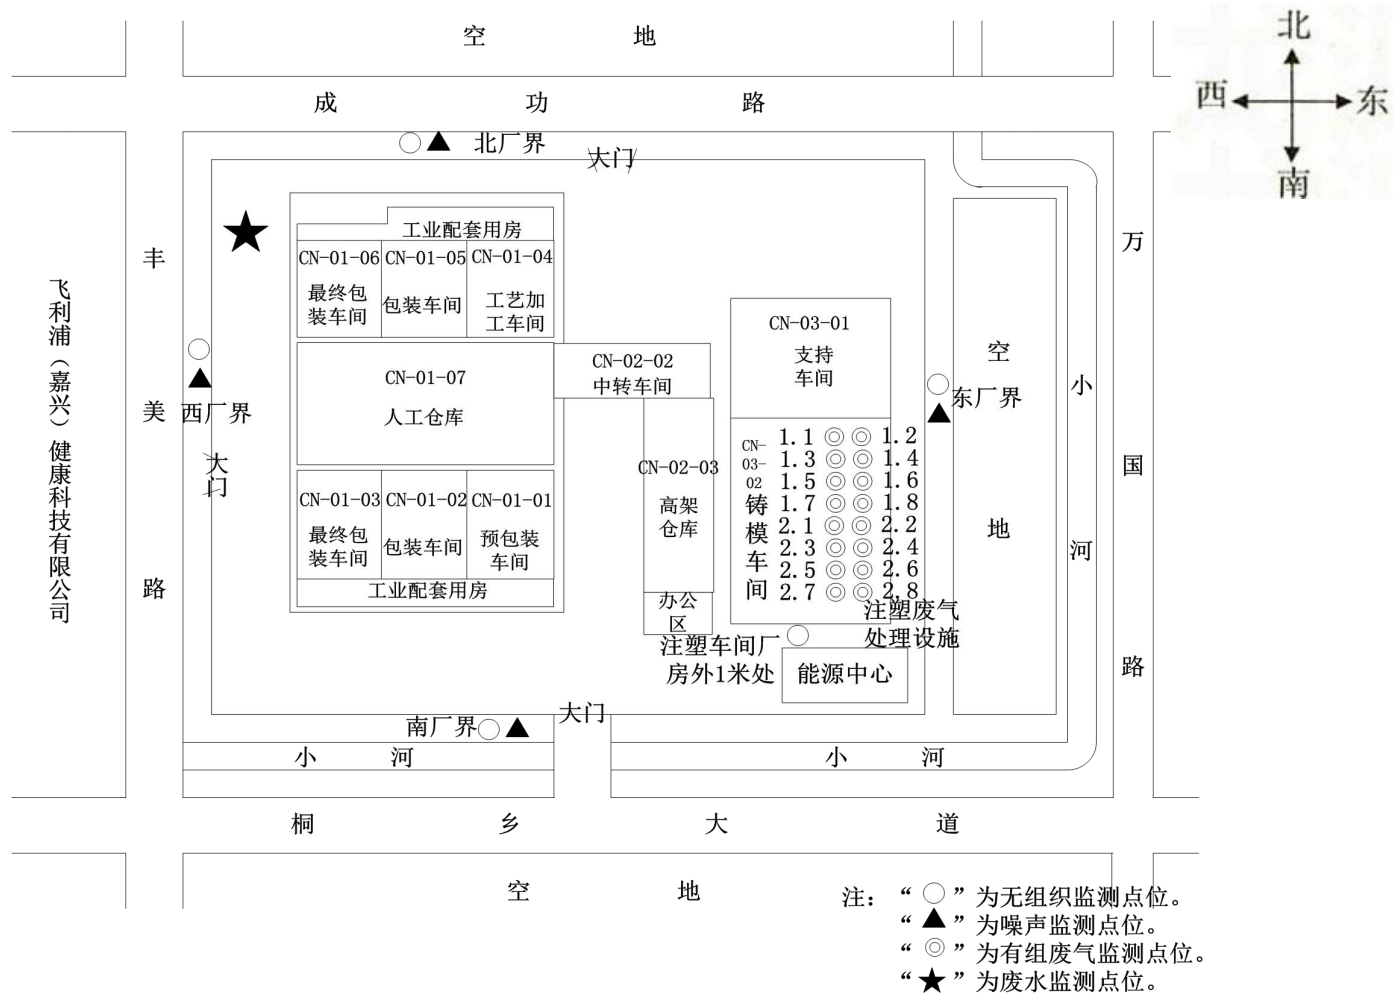 空 地
北
西 东
南
成 功 路
北厂界
大门
工业配套用房
CN-01-06
最终包
装车间
CN-01-05
包装车间
CN-01-04
工艺加
工车间
丰 美 路
飞利浦（嘉兴）健康科技有限公司
西厂界
大门
CN-01-07
人工仓库
CN-02-02
中转车间
CN-03-01
支持
车间
东厂界
空 地
小 河
万 国 路
CN-01-03
最终包
装车间
CN-01-02
包装车间
CN-01-01
预包装
车间
工业配套用房
CN-02-03
高架
仓库
办公
区
CN-
03-
02
铸模车间
1.1 1.2
1.3 1.4
1.5 1.6
1.7 1.8
2.1 2.2
2.3 2.4
2.5 2.6
2.7 2.8
注塑废气
处理设施
注塑车间厂
房外1米处
能源中心
南厂界
大门
小 河
小 河
桐 乡 大 道
空 地
注：“ ”为无组织监测点位。
“ ”为噪声监测点位。
“ ”为有组废气监测点位。
“ ”为废水监测点位。